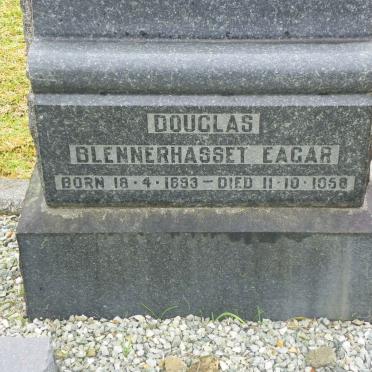 DOUGLAS
BLENNERHASSET EAGAR
BORN 18·4·1893 — DIED 11·10·1958